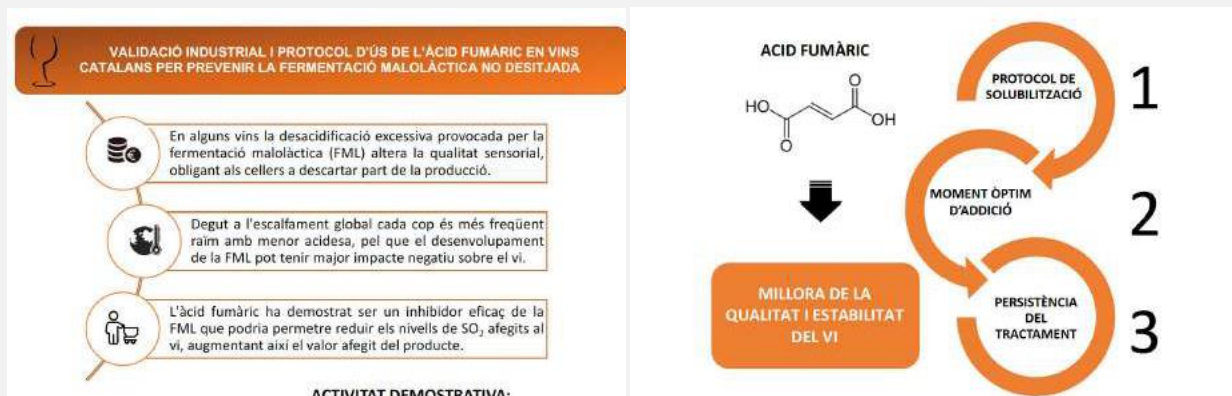 VALIDACIÓ INDUSTRIAL I PROTOCOL D'ÚS DE L'ÀCID FUMÀRIC EN VINS
CATALANS PER PREVENIR LA FERMENTACIÓ MALOLÀCTICA NO DESITJADA
En alguns vins la desacidificació excessiva provocada per la
fermentació malolàctica (FML) altera la qualitat sensorial,
obligant als cellers a descartar part de la producció.
Degut a l'escalfament global cada cop és més freqüent
raïm amb menor acidesa, pel que el desenvolupament
de la FML pot tenir major impacte negatiu sobre el vi.
L'àcid fumàric ha demostrat ser un inhibidor eficaç de la
FML que podria permetre reduir els nivells de SO₂ afegits al
vi, augmentant així el valor afegit del producte.
ACTIVITAT DEMOSTRATIVA:
ACID FUMÀRIC
HO
O
O
OH
MILLORA DE LA
QUALITAT I ESTABILITAT
DEL VI
PROTOCOL DE
SOLUBILITZACIÓ
1
MOMENT ÒPTIM
D'ADDICIÓ
2
PERSISTÈNCIA
DEL
TRACTAMENT
3